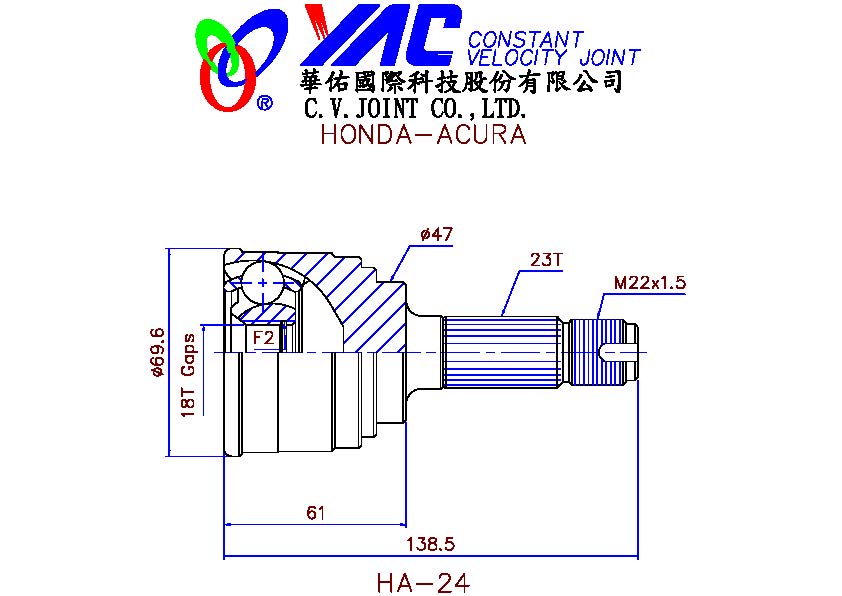 YAC CONSTANT
VELOCITY JOINT
華佑國際科技股份有限公司
®
C.V.JOINT CO.,LTD.
HONDA-ACURA
ø47
23T
M22x1.5
ø69.6
18T Gaps
F2
61
138.5
HA-24